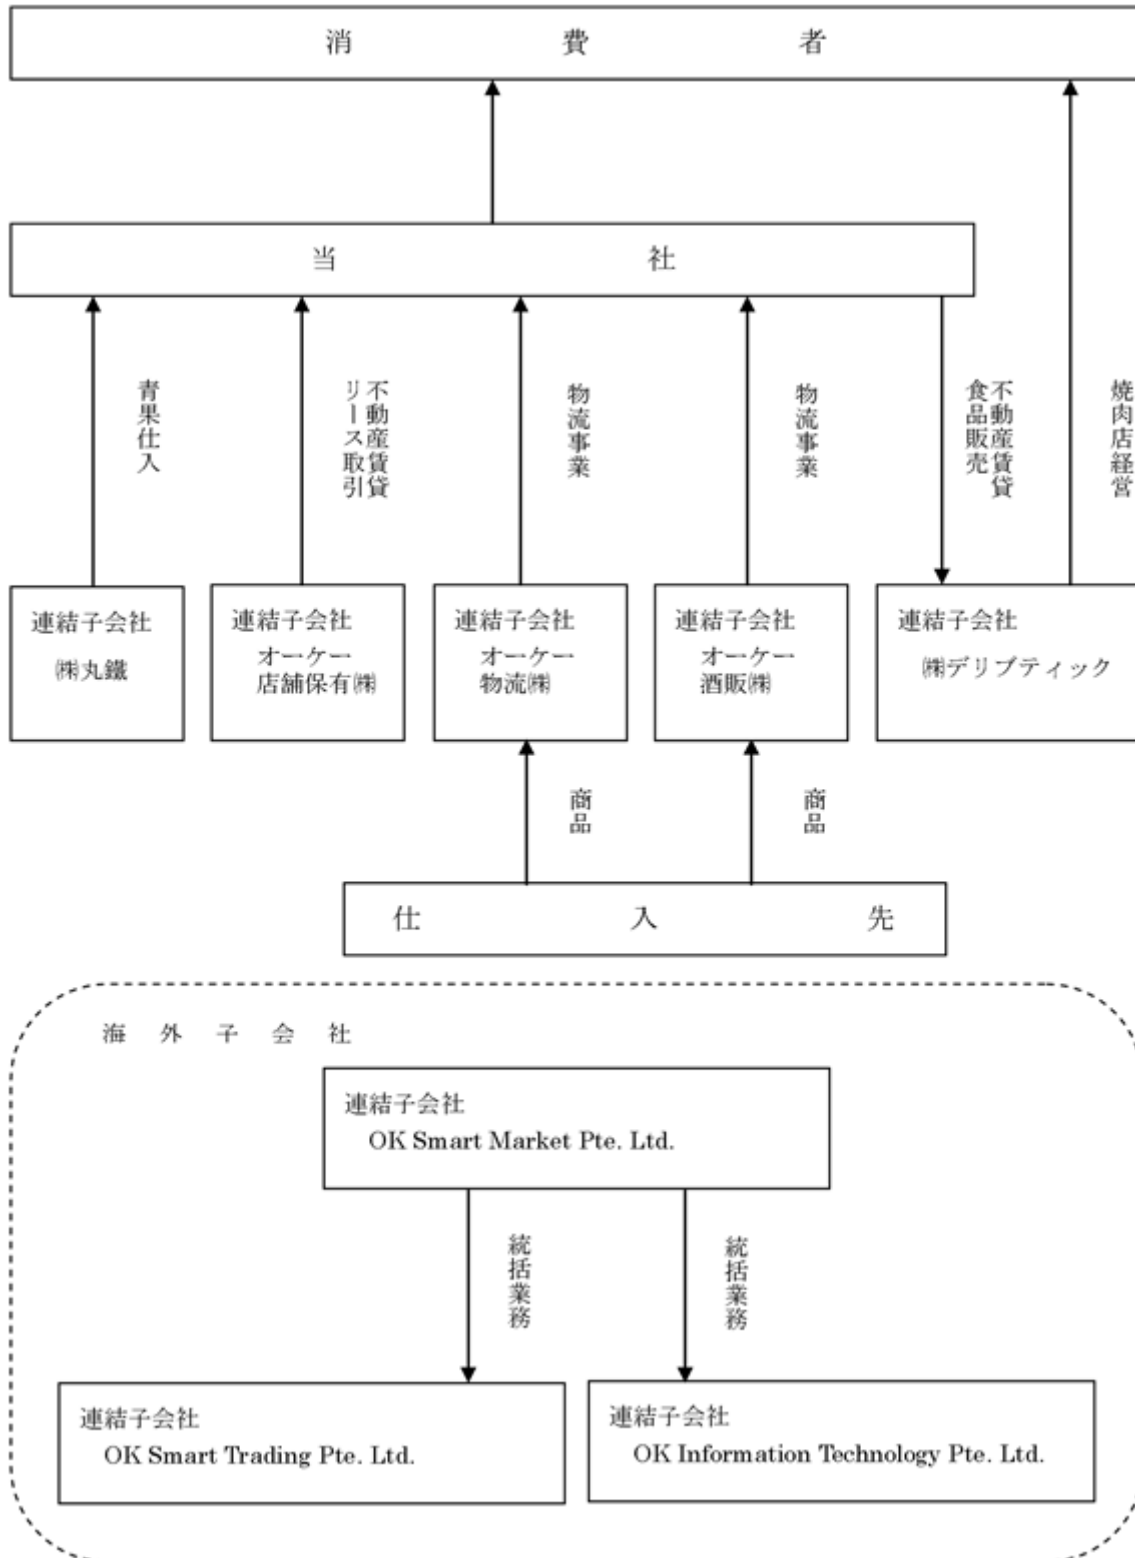 消費者
当社
青果仕入
不動産賃貸
リース取引
物流事業
物流事業
不動産賃貸
食品販売
焼肉店経営
連結子会社
㈱丸鐵
連結子会社
オーケー
店舗保有㈱
連結子会社
オーケー
物流㈱
連結子会社
オーケー
酒販㈱
連結子会社
㈱デリブティック
商品
商品
仕入先
海外子会社
連結子会社
OK Smart Market Pte. Ltd.
統括業務
統括業務
連結子会社
OK Smart Trading Pte. Ltd.
連結子会社
OK Information Technology Pte. Ltd.